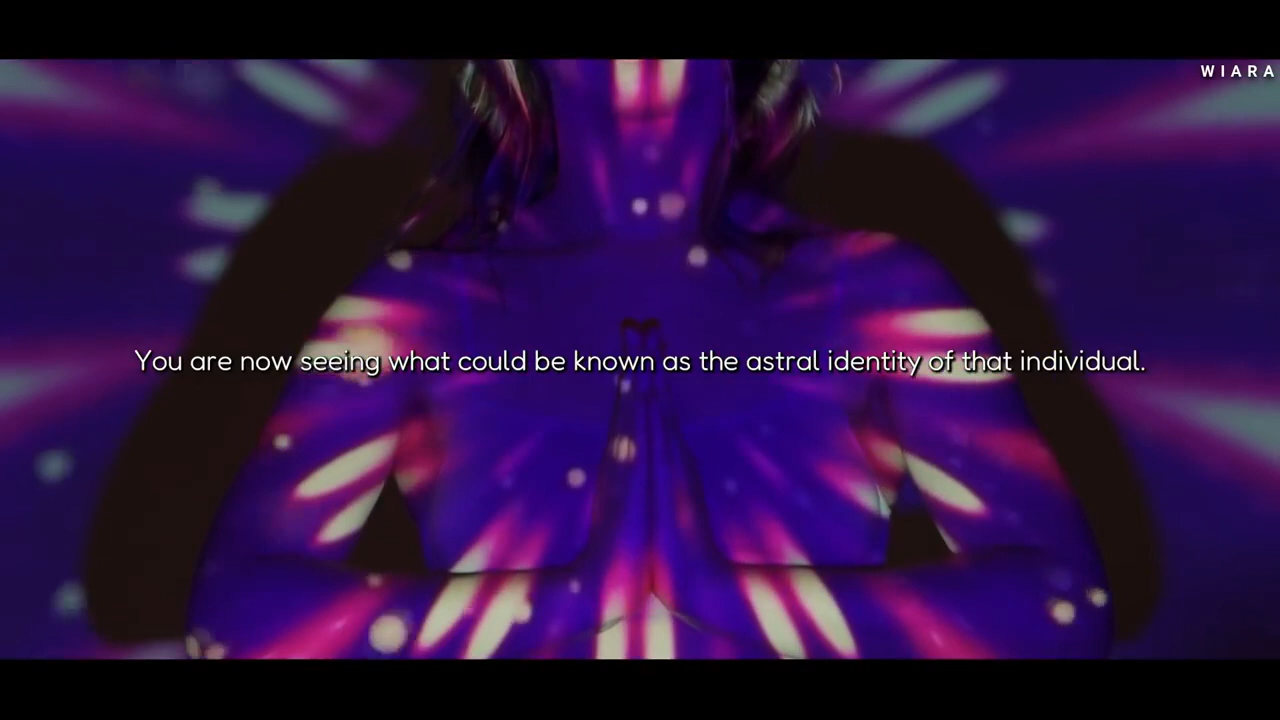 WIARA
You are now seeing what could be known as the astral identity of that individual.